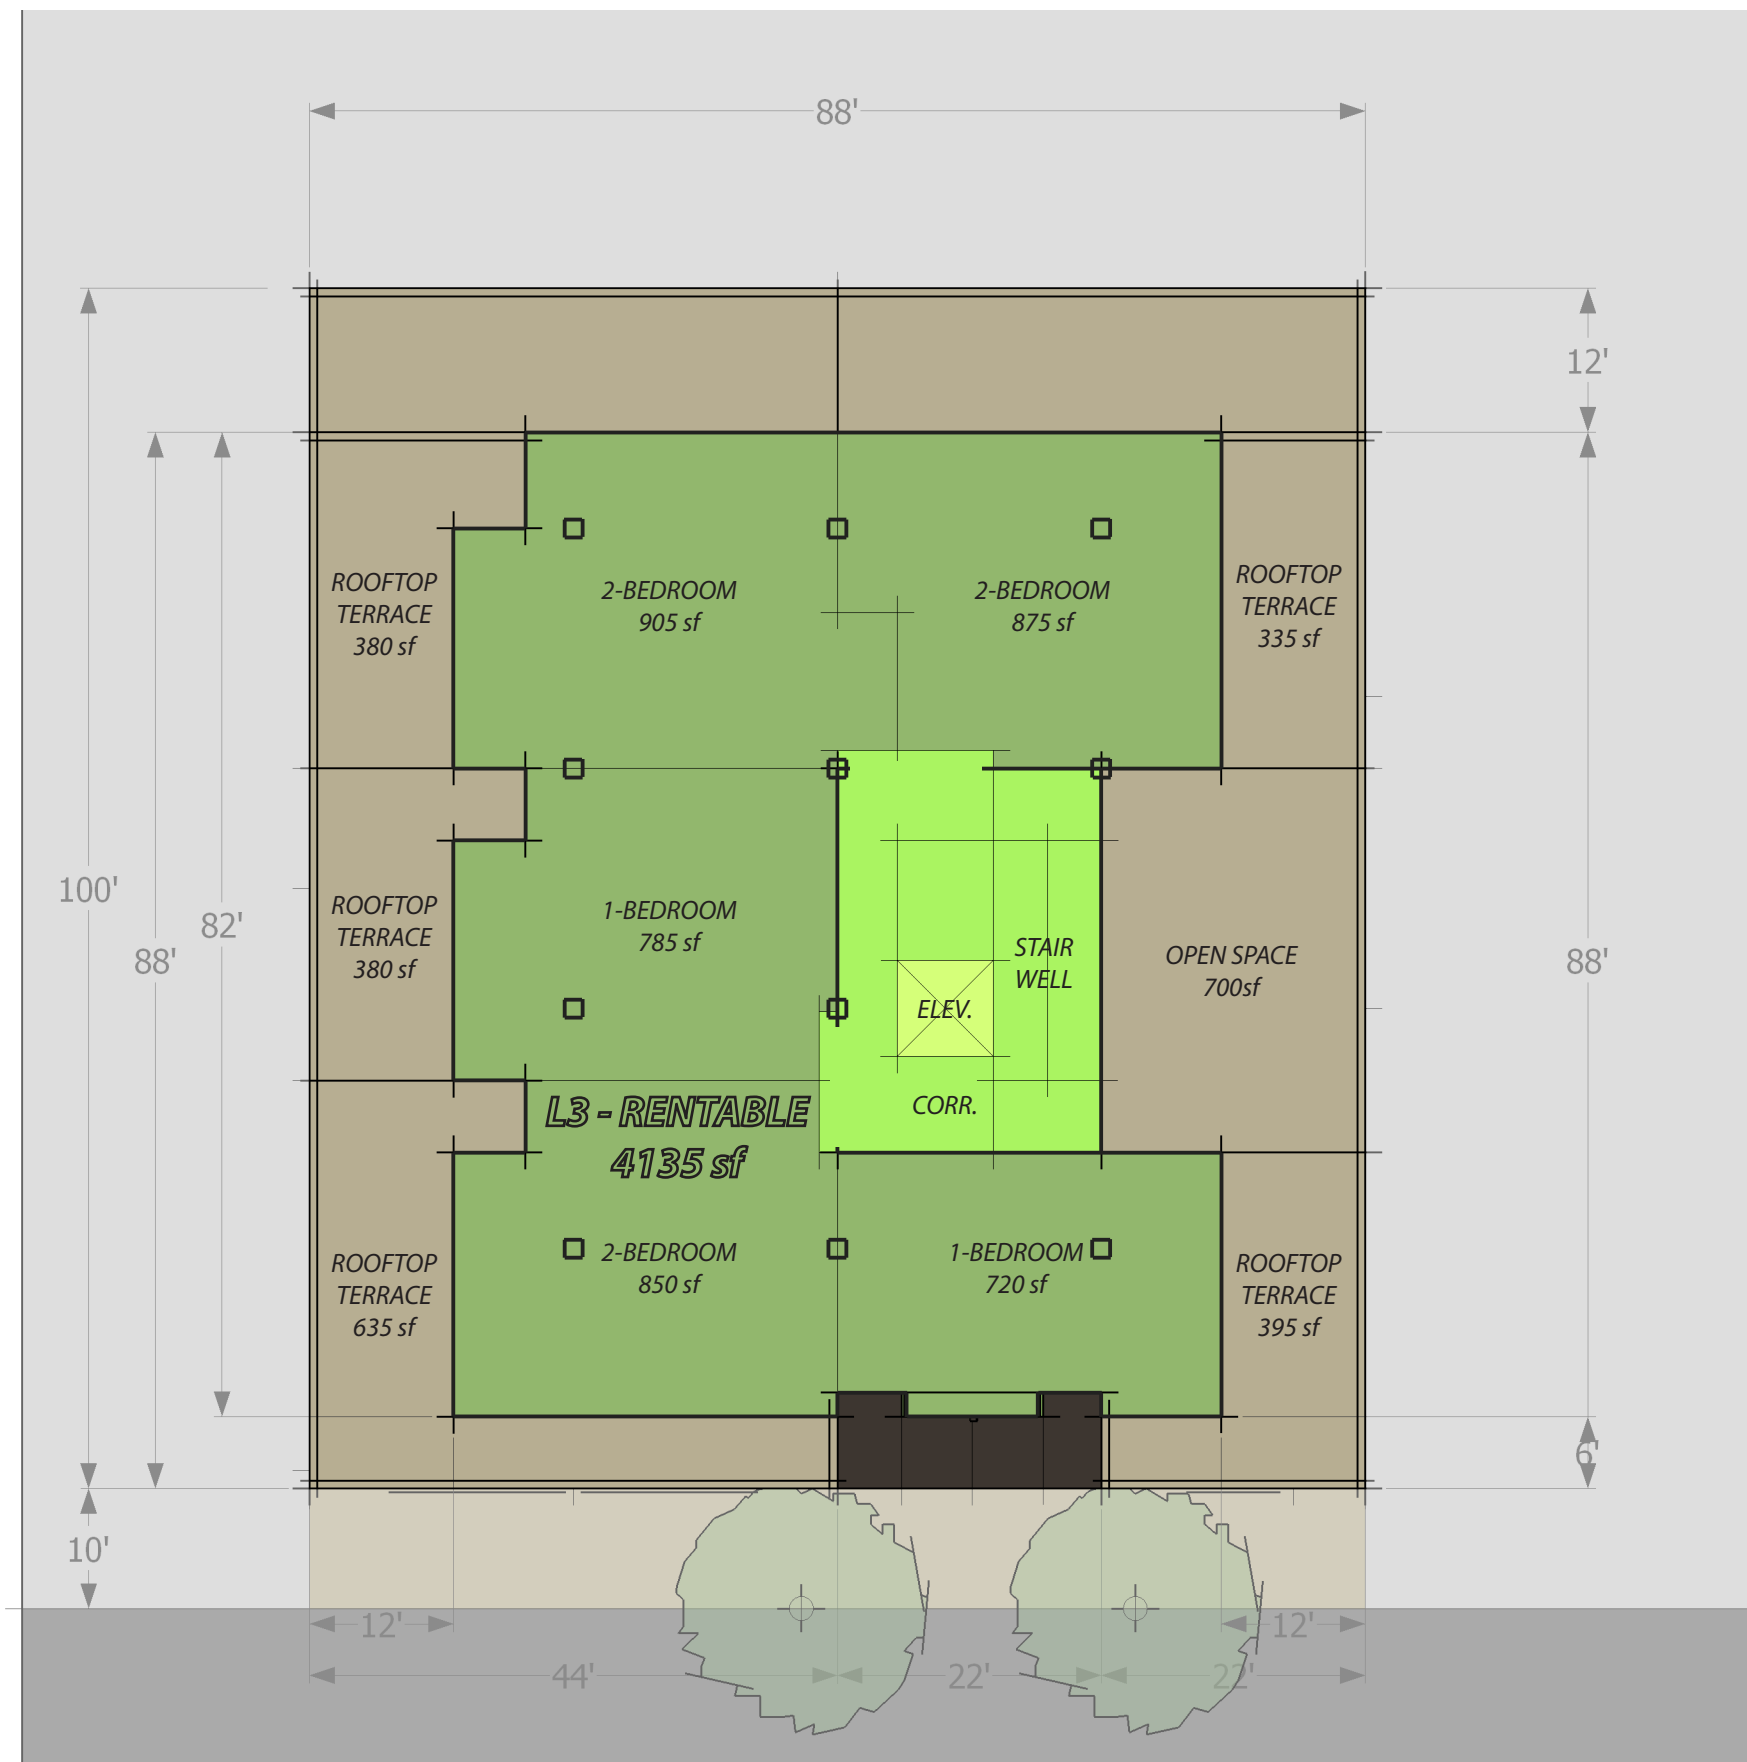 88'
12'
ROOFTOP
TERRACE
380 sf
2-BEDROOM
905 sf
2-BEDROOM
875 sf
ROOFTOP
TERRACE
335 sf
100'
88'
82'
ROOFTOP
TERRACE
380 sf
1-BEDROOM
785 sf
STAIR
WELL
ELEV.
CORR.
OPEN SPACE
700sf
88'
L3 - RENTABLE
4135 sf
ROOFTOP
TERRACE
635 sf
2-BEDROOM
850 sf
1-BEDROOM
720 sf
ROOFTOP
TERRACE
395 sf
6'
10'
12'
12'
44'
22'
22'